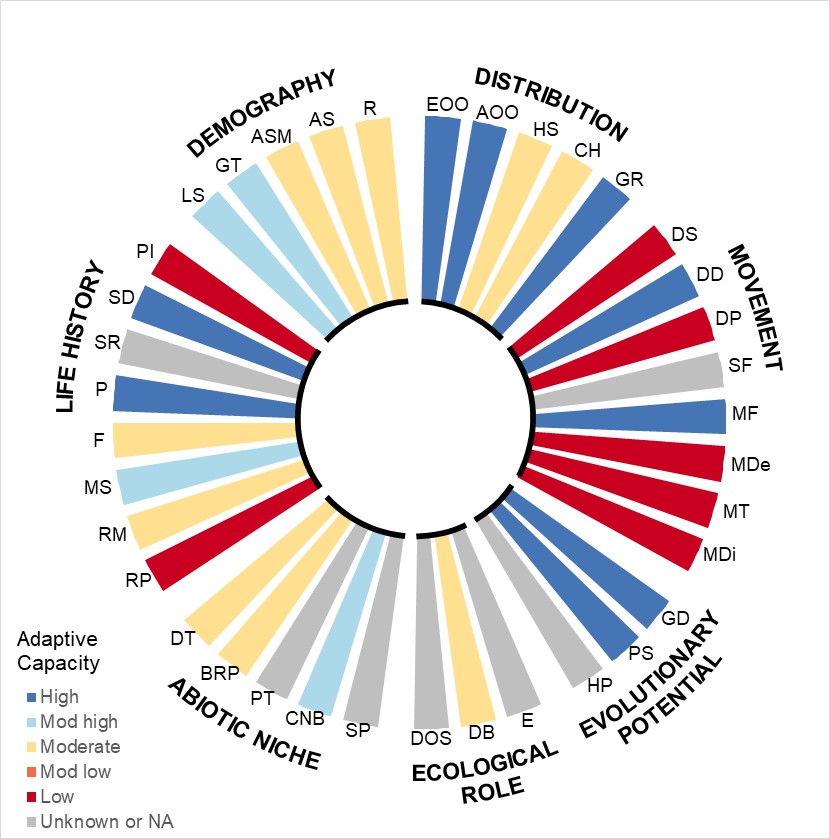 DISTRIBUTION
EOO
AOO
HS
CH
GR
MOVEMENT
DS
DD
DP
SF
MF
MDe
MT
MDi
EVOLUTIONARY
POTENTIAL
GD
PS
HP
ECOLOGICAL
ROLE
E
DB
DOS
ABIOTIC NICHE
SP
CNB
PT
BRP
DT
LIFE HISTORY
RP
RM
MS
F
P
SR
SD
PI
DEMOGRAPHY
LS
GT
ASM
AS
R
Adaptive
Capacity
High
Mod high
Moderate
Mod low
Low
Unknown or NA